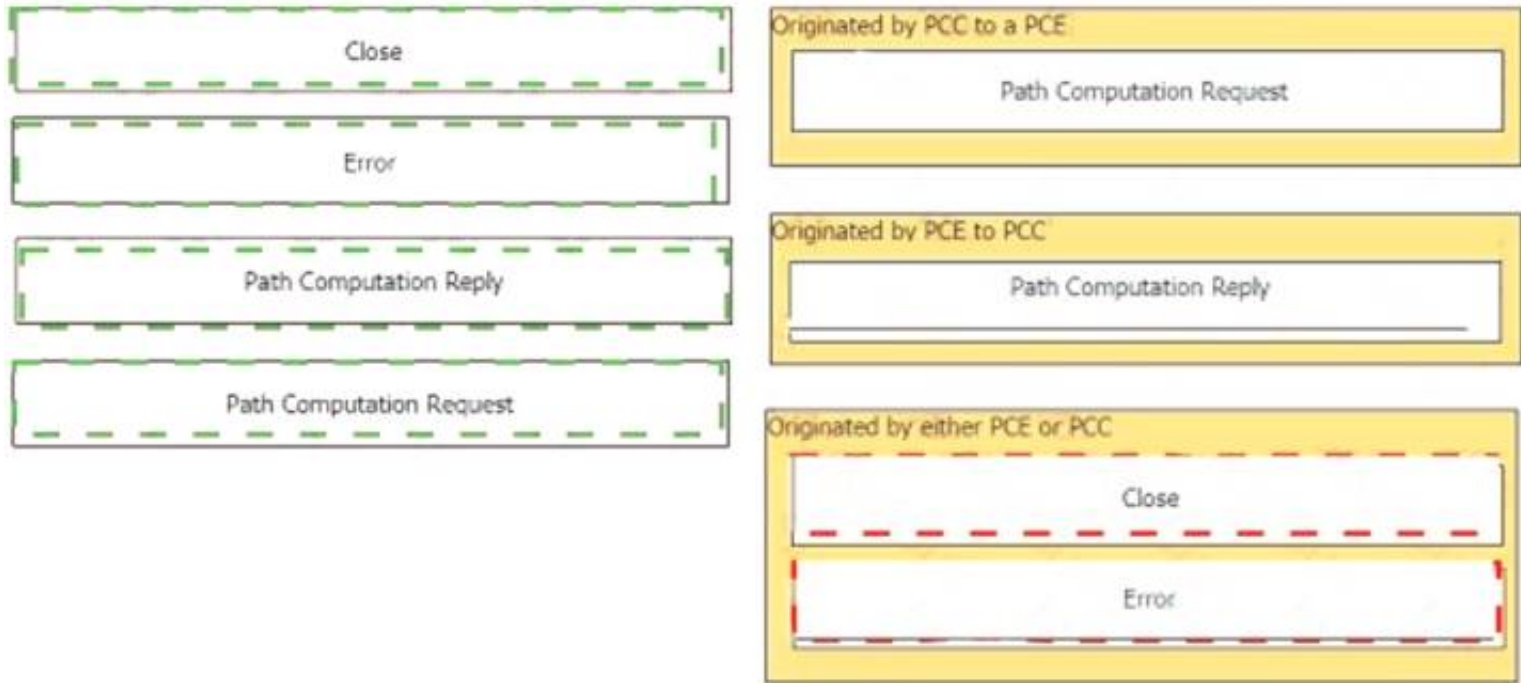 Close
Error
Path Computation Reply
Path Computation Request
Originated by PCC to a PCE
Path Computation Request
Originated by PCE to PCC
Path Computation Reply
Originated by either PCE or PCC
Close
Error